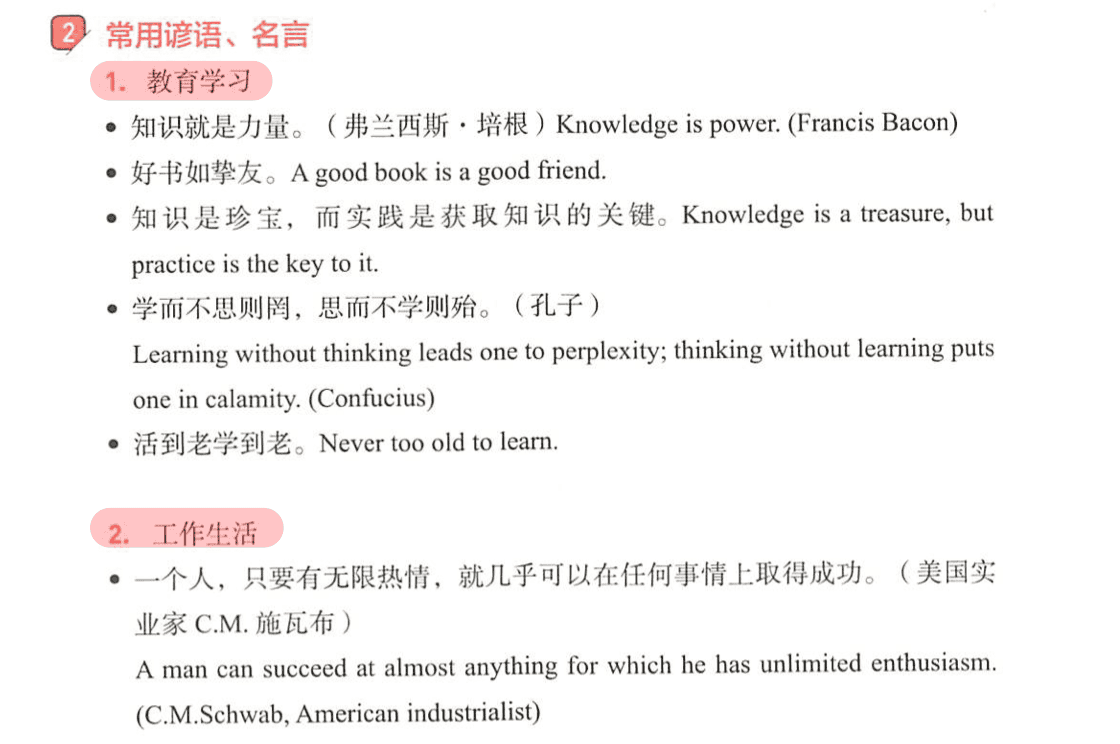 2 常用谚语、名言
1. 教育学习
• 知识就是力量。（弗兰西斯·培根）Knowledge is power. (Francis Bacon)
• 好书如挚友。A good book is a good friend.
• 知识是珍宝，而实践是获取知识的关键。Knowledge is a treasure, but
practice is the key to it.
• 学而不思则罔，思而不学则殆。（孔子）
Learning without thinking leads one to perplexity; thinking without learning puts
one in calamity. (Confucius)
• 活到老学到老。Never too old to learn.
2. 工作生活
• 一个人，只要有无限热情，就几乎可以在任何事情上取得成功。（美国实
业家 C.M. 施瓦布）
A man can succeed at almost anything for which he has unlimited enthusiasm.
(C.M.Schwab, American industrialist)